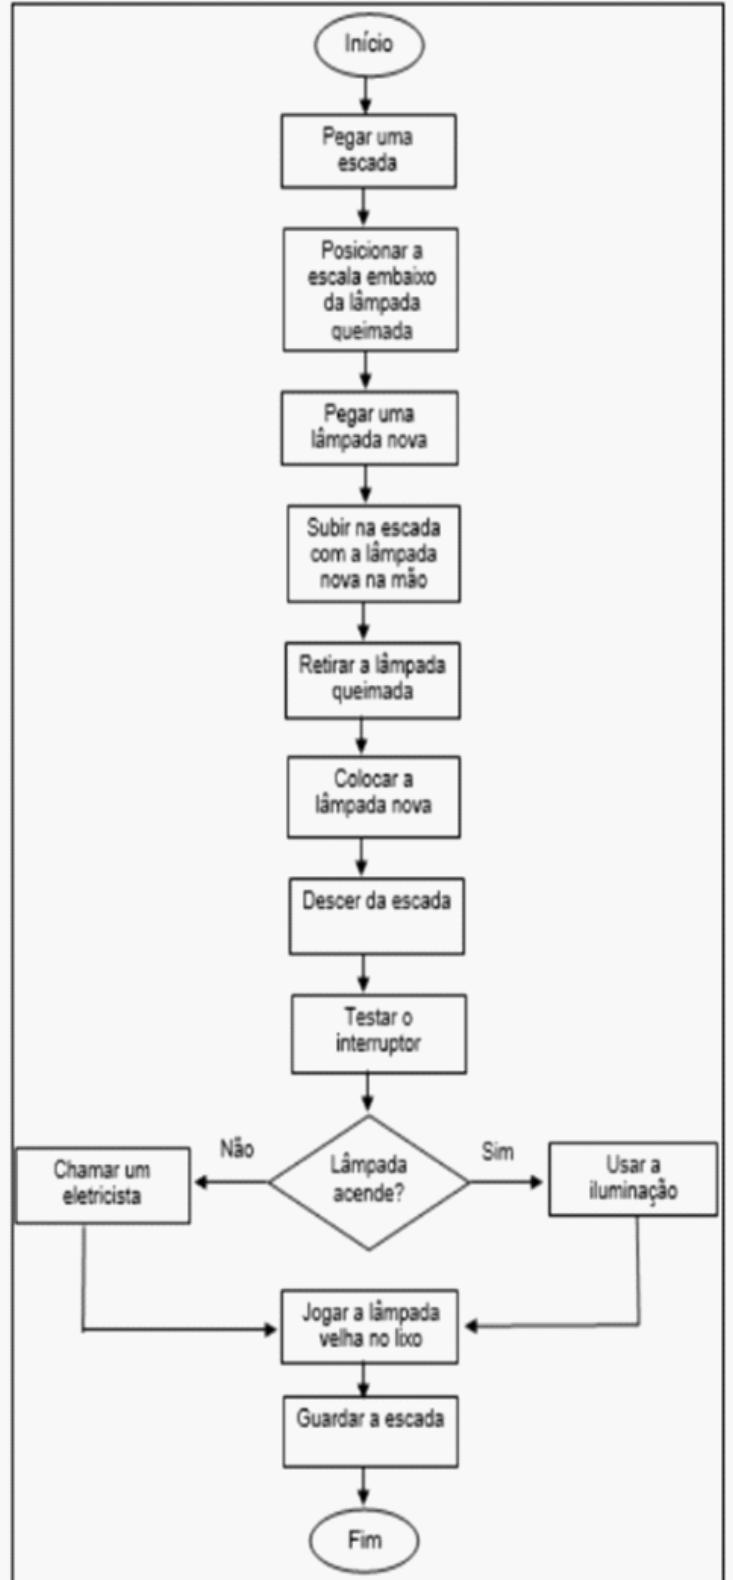 Início
Pegar uma
escada
Posicionar a
escala embaixo
da lâmpada
queimada
Pegar uma
lâmpada nova
Subir na escada
com a lâmpada
nova na mão
Retirar a lâmpada
queimada
Colocar a
lâmpada nova
Descer da escada
Testar o
interruptor
Lâmpada
acende?
Não
Chamar um
eletricista
Sim
Usar a
iluminação
Jogar a lâmpada
velha no lixo
Guardar a escada
Fim